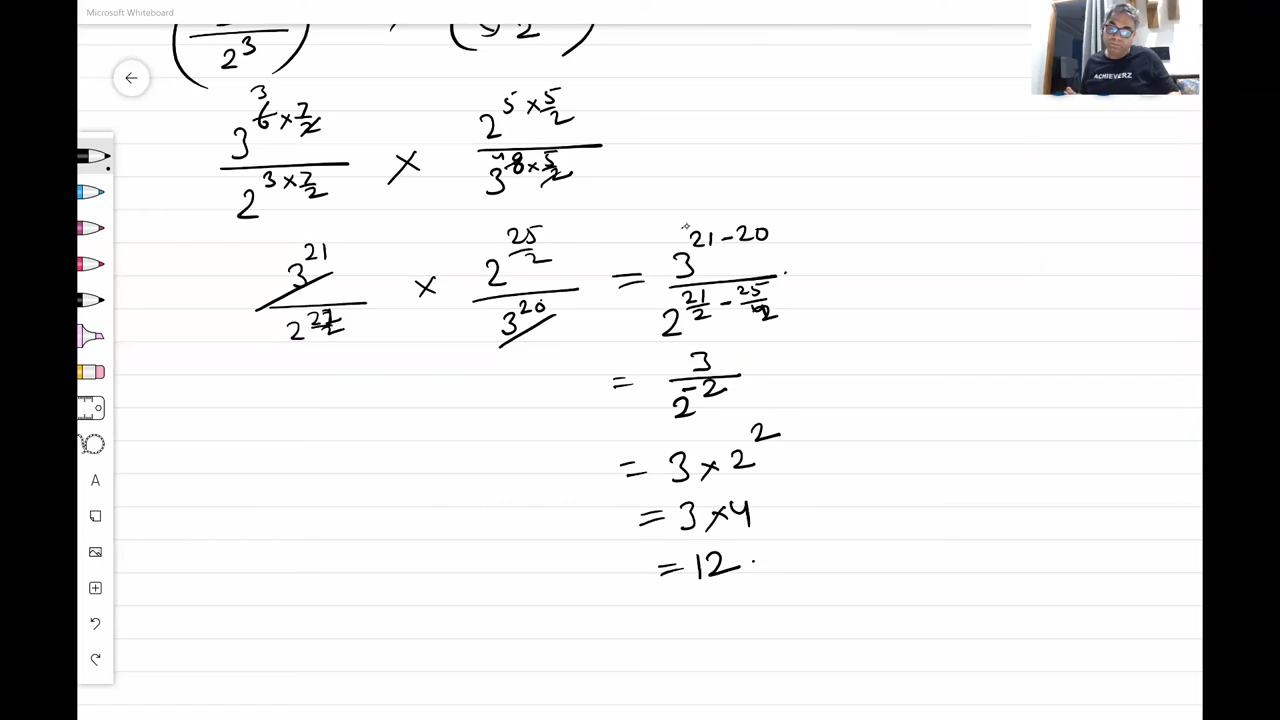 Microsoft Whiteboard
ACHIEVERZ
2^3
2
3^{6 × 7/2} / 2^{3 × 7/2} × 2^{5 × 5/2} / 3^{8 × 5/2}
3
4
3^{21} / 2 × 2^{25/2} / 3^{20} = 3^{21-20} / 2^{21/2 - 25/2}
= 3 / 2^{-2}
= 3 × 2^2
= 3 × 4
= 12 .
A